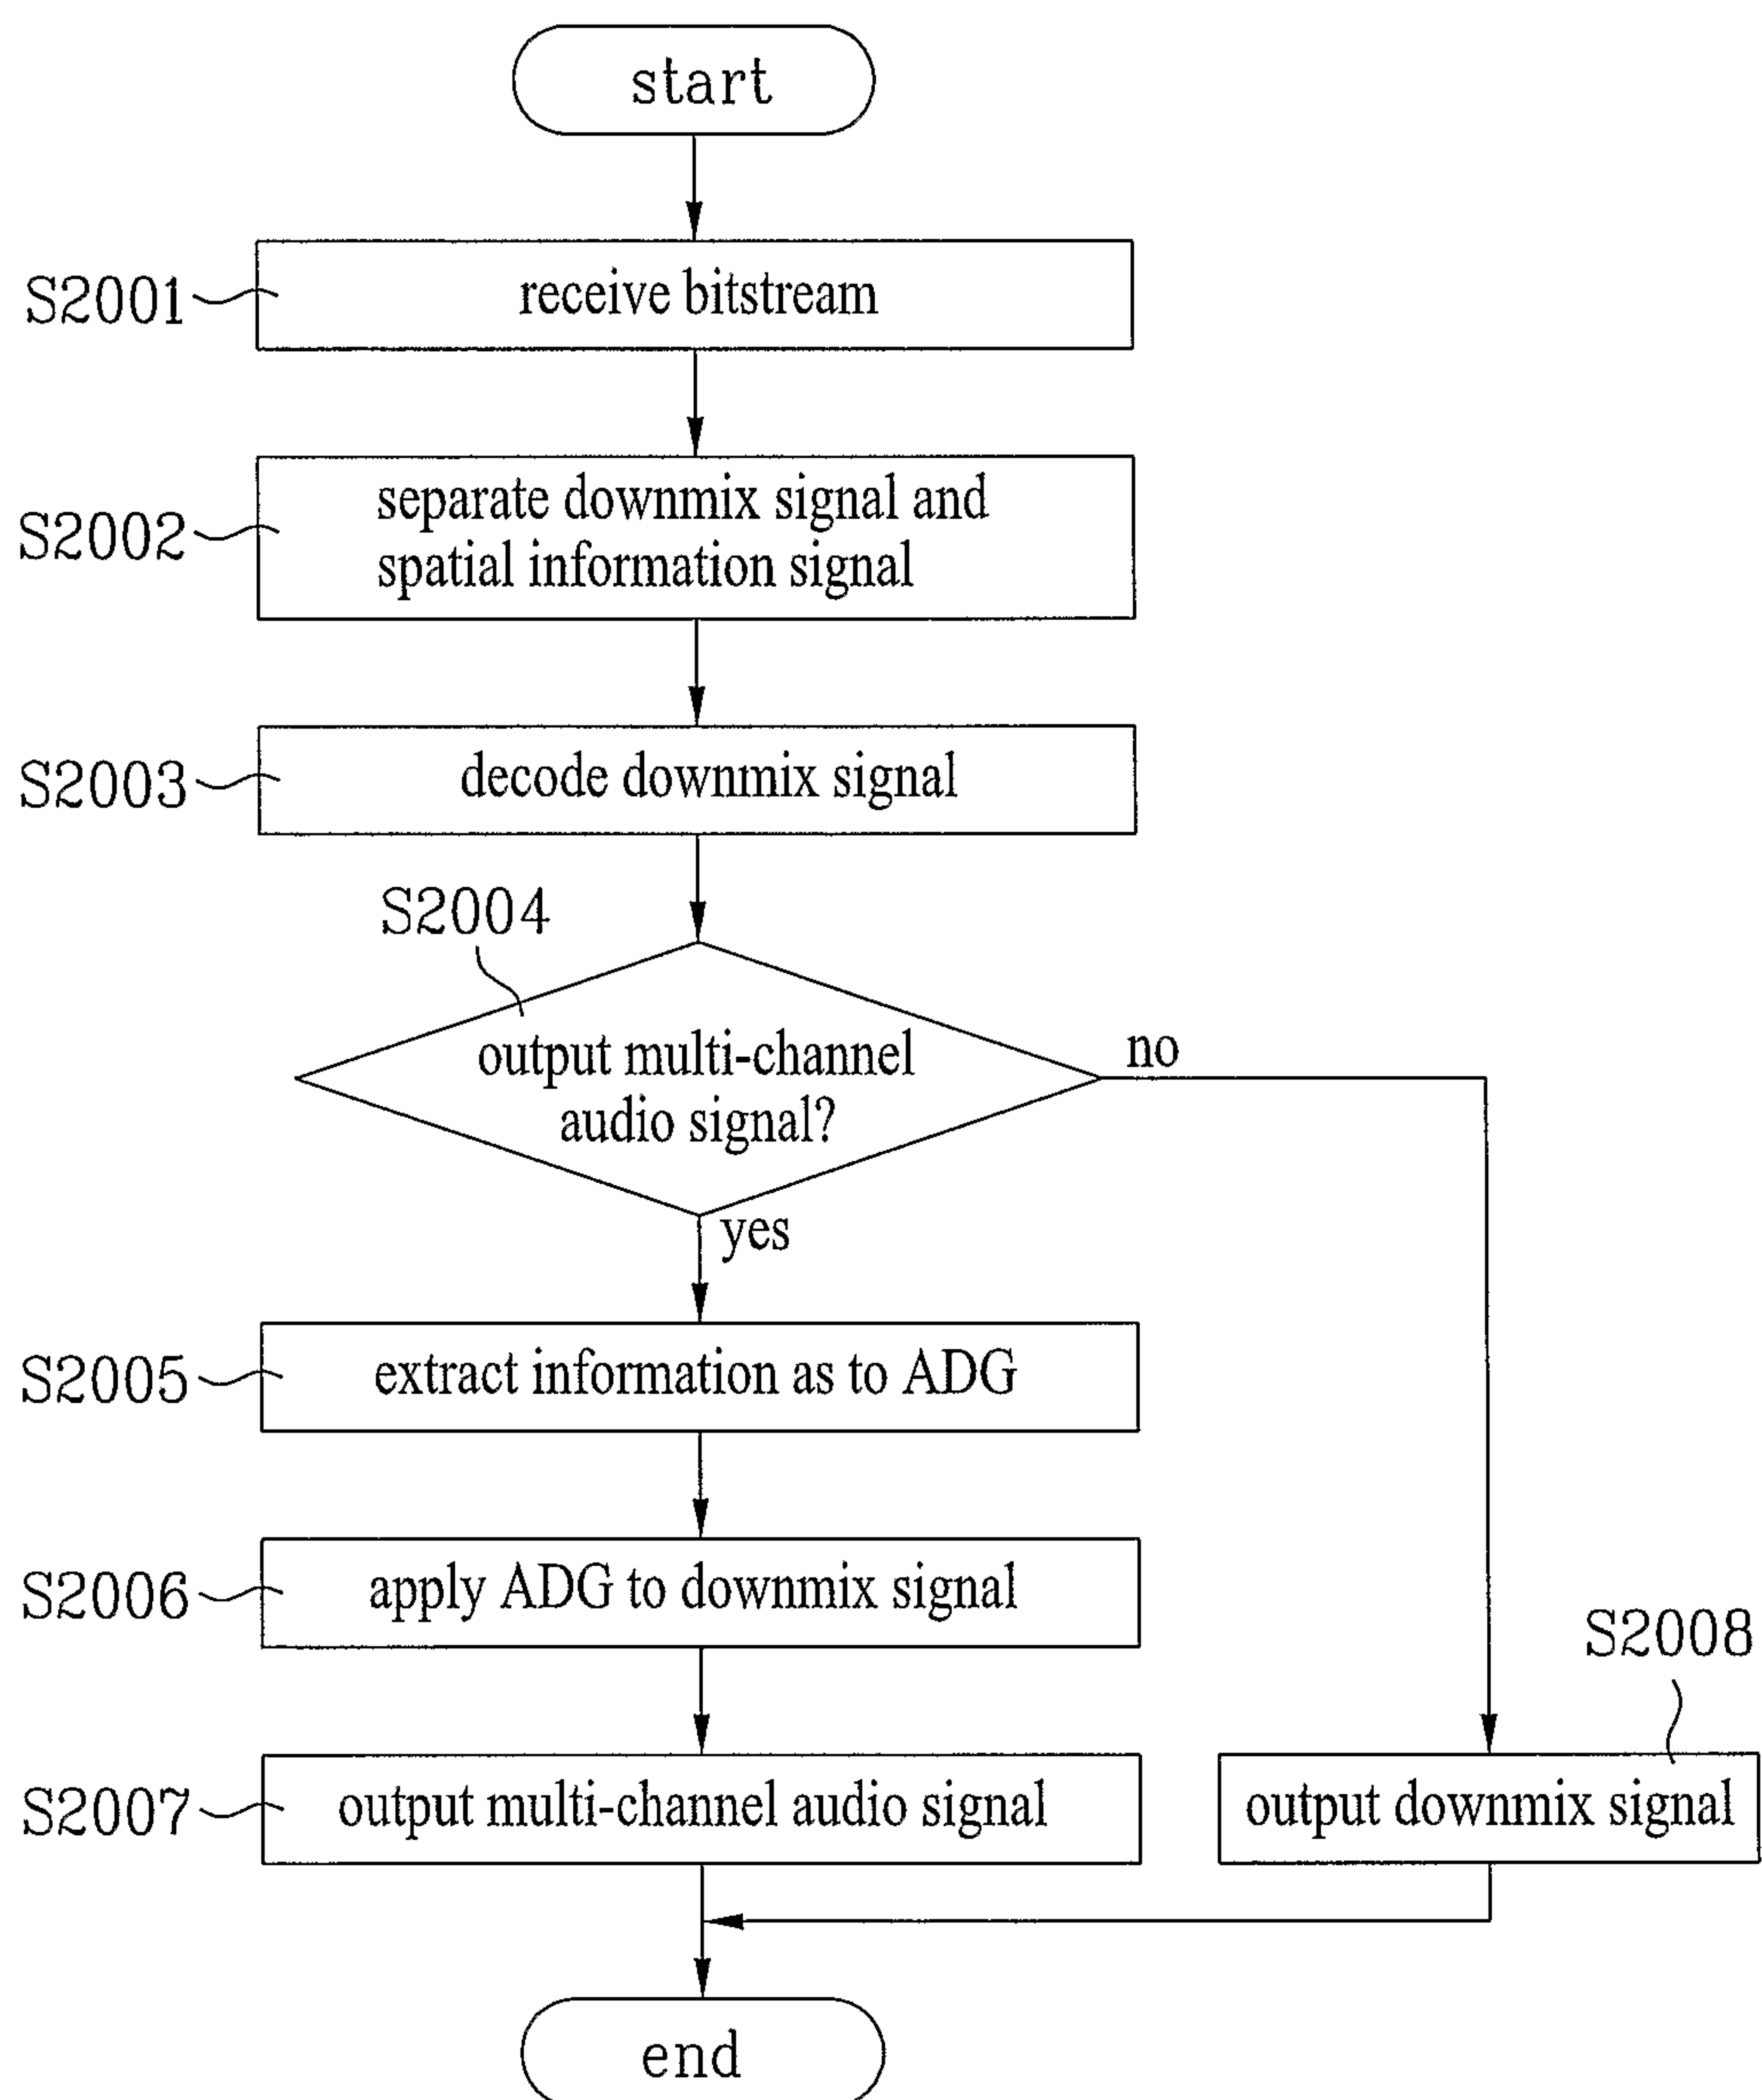 start
S2001
receive bitstream
S2002
separate downmix signal and
spatial information signal
S2003
decode downmix signal
S2004
output multi-channel
audio signal?
no
yes
S2005
extract information as to ADG
S2006
apply ADG to downmix signal
S2007
output multi-channel audio signal
S2008
output downmix signal
end